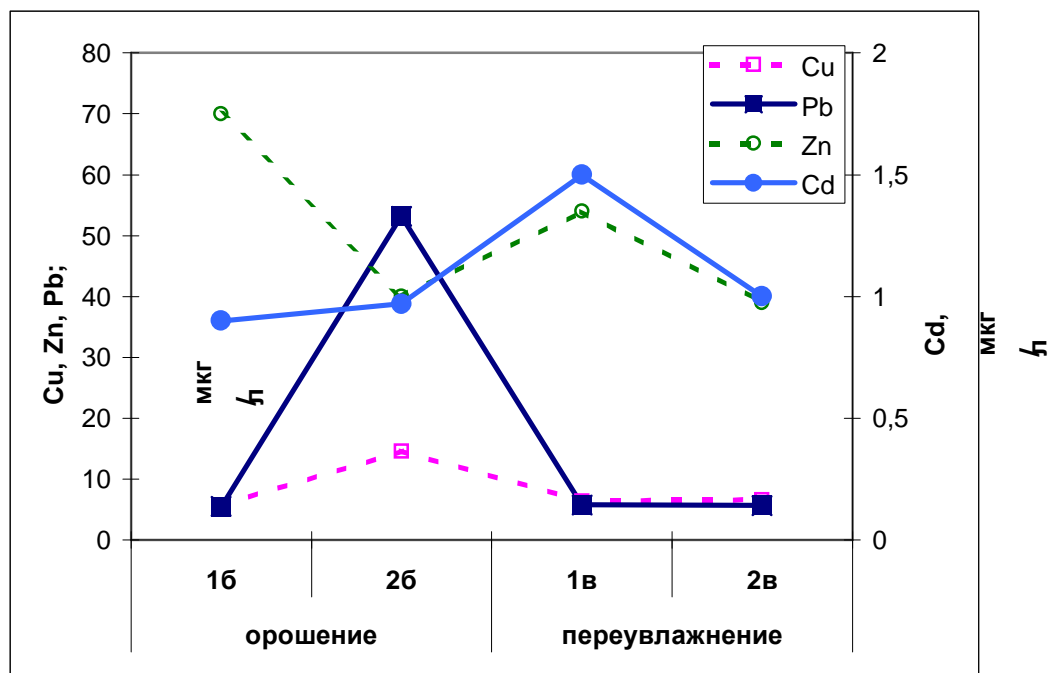 80
70
60
50
40
30
20
10
0
Cu, Zn, Pb;
мкг
/л
Cu
Pb
Zn
Cd
2
1,5
1
0,5
0
Cd,
мкг
/л
1б
2б
1в
2в
орошение
переувлажнение